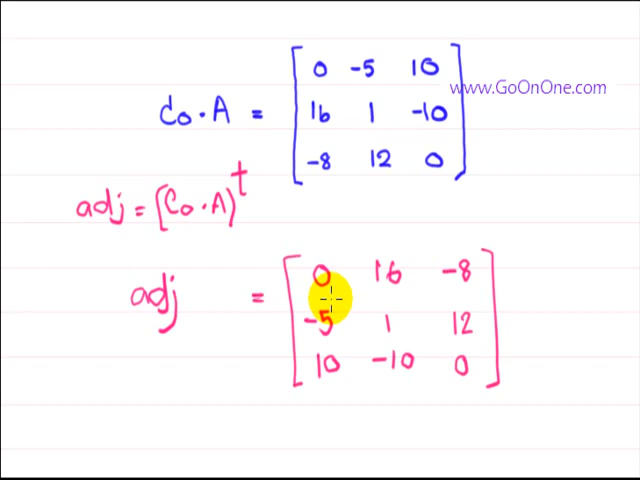 0 -5 10
www.GoOnOne.com
Co·A = 16 1 -10
-8 12 0
adj = (Co·A)^t
0 16 -8
adj = -5 1 12
10 -10 0